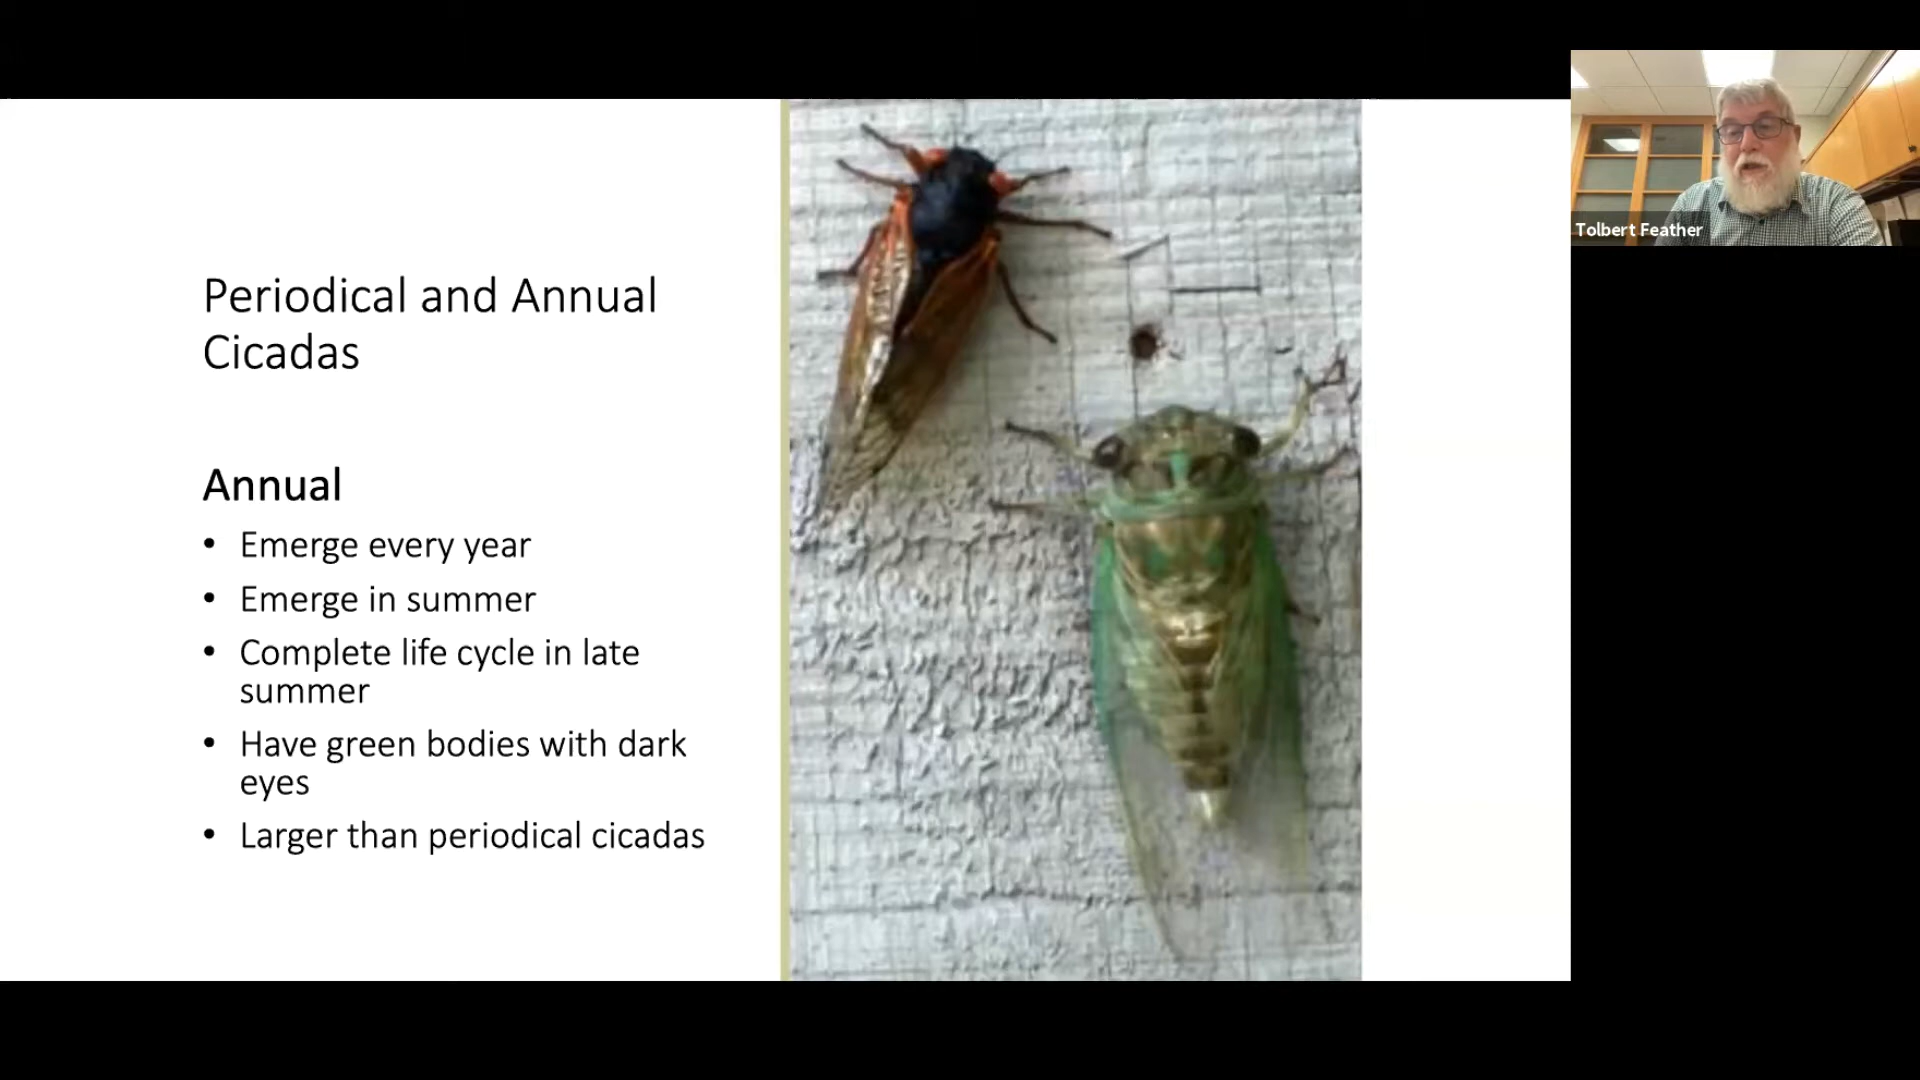 Periodical and Annual
Cicadas
Annual
• Emerge every year
• Emerge in summer
• Complete life cycle in late
summer
• Have green bodies with dark
eyes
• Larger than periodical cicadas
Tolbert Feather